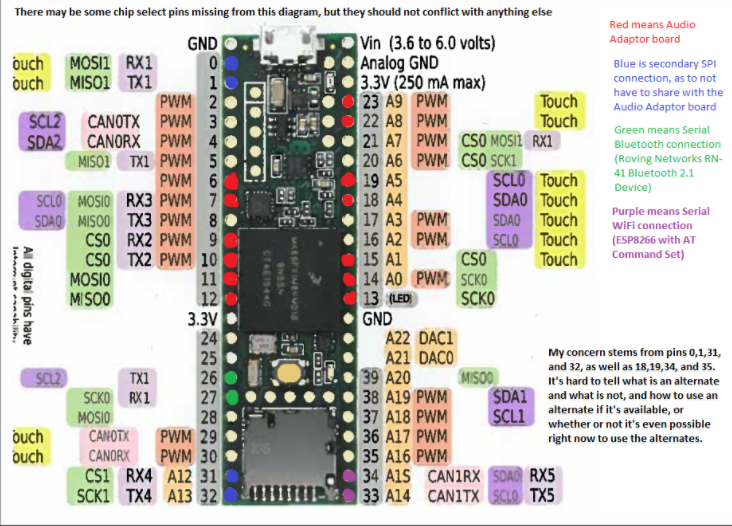 There may be some chip select pins missing from this diagram, but they should not conflict with anything else
Red means Audio
Adaptor board
Blue is secondary SPI
connection, as to not
have to share with the
Audio Adaptor board
Green means Serial
Bluetooth connection
(Roving Networks RN-
41 Bluetooth 2.1
Device)
Purple means Serial
WiFi connection
(ESP8266 with AT
Command Set)
GND
Vin (3.6 to 6.0 volts)
ouch MOSI1 RX1 0
Analog GND
ouch MISO1 TX1 1
3.3V (250 mA max)
PWM 2
23 A9 PWM Touch
SCL2 CAN0TX PWM 3
22 A8 PWM Touch
SDA2 CAN0RX PWM 4
21 A7 PWM CS0 MOSI1 RX1
MISO1 TX1 PWM 5
20 A6 PWM CS0 SCK1
PWM 6
19 A5 SCL0 Touch
SCL0 MOSI0 RX3 PWM 7
18 A4 SDA0 Touch
SDA0 MISO0 TX3 PWM 8
17 A3 PWM SDA0 Touch
CS0 RX2 PWM 9
16 A2 PWM SCL0 Touch
CS0 TX2 PWM 10
15 A1 CS0 Touch
MOSI0 11
14 A0 PWM SCK0
MISO0 12
13 (LED) SCK0
3.3V
GND
24
A22 DAC1
25
A21 DAC0
SCL2 TX1 26
39 A20 MISO0
SCK0 RX1 27
38 A19 PWM SDA1
MOSI0 28
37 A18 PWM SCL1
ouch CAN0TX PWM 29
36 A17 PWM
ouch CAN0RX PWM 30
35 A16 PWM
CS1 RX4 A12 31
34 A15 CAN1RX SDA0 RX5
SCK1 TX4 A13 32
33 A14 CAN1TX SCL0 TX5
All digital pins have
My concern stems from pins 0,1,31,
and 32, as well as 18,19,34, and 35.
It's hard to tell what is an alternate
and what is not, and how to use an
alternate if it's available, or
whether or not it's even possible
right now to use the alternates.